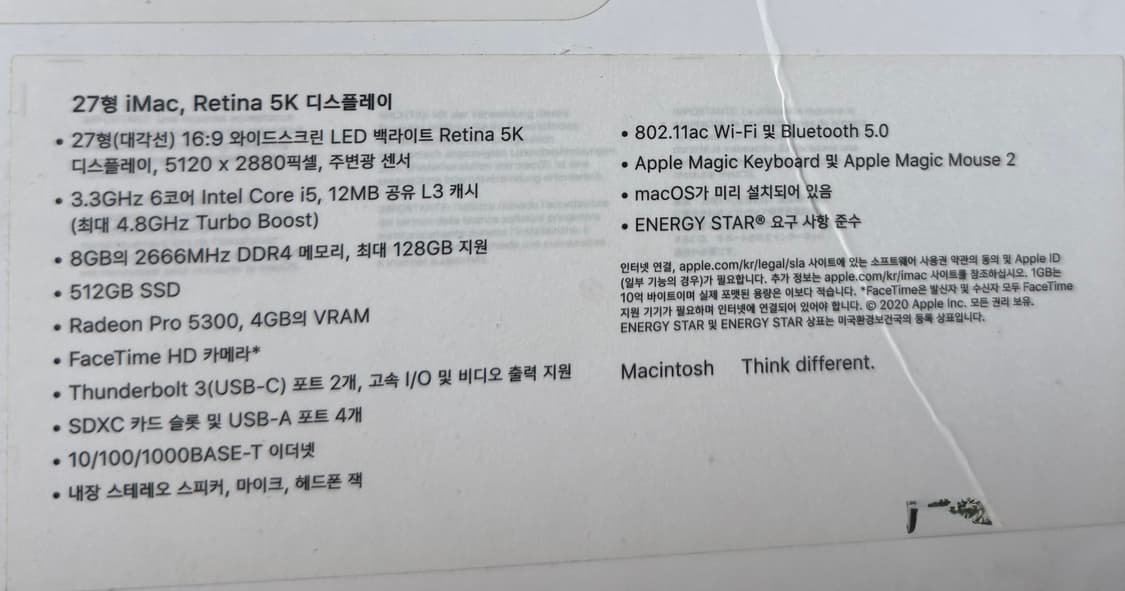 27형 iMac, Retina 5K 디스플레이
• 27형(대각선) 16:9 와이드스크린 LED 백라이트 Retina 5K
디스플레이, 5120 x 2880픽셀, 주변광 센서
• 3.3GHz 6코어 Intel Core i5, 12MB 공유 L3 캐시
(최대 4.8GHz Turbo Boost)
• 8GB의 2666MHz DDR4 메모리, 최대 128GB 지원
• 512GB SSD
• Radeon Pro 5300, 4GB의 VRAM
• FaceTime HD 카메라*
• Thunderbolt 3(USB-C) 포트 2개, 고속 I/O 및 비디오 출력 지원
• SDXC 카드 슬롯 및 USB-A 포트 4개
• 10/100/1000BASE-T 이더넷
• 내장 스테레오 스피커, 마이크, 헤드폰 잭
• 802.11ac Wi-Fi 및 Bluetooth 5.0
• Apple Magic Keyboard 및 Apple Magic Mouse 2
• macOS가 미리 설치되어 있음
• ENERGY STAR® 요구 사항 준수
인터넷 연결, apple.com/kr/legal/sla 사이트에 있는 소프트웨어 사용권 약관의 동의 및 Apple ID
(일부 기능의 경우)가 필요합니다. 추가 정보는 apple.com/kr/imac 사이트를 참조하십시오. 1GB는
10억 바이트이며 실제 포맷된 용량은 이보다 적습니다. *FaceTime은 발신자 및 수신자 모두 FaceTime
지원 기기가 필요하며 인터넷에 연결되어 있어야 합니다. © 2020 Apple Inc. 모든 권리 보유.
ENERGY STAR 및 ENERGY STAR 상표는 미국환경보건국의 등록 상표입니다.
Macintosh Think different.